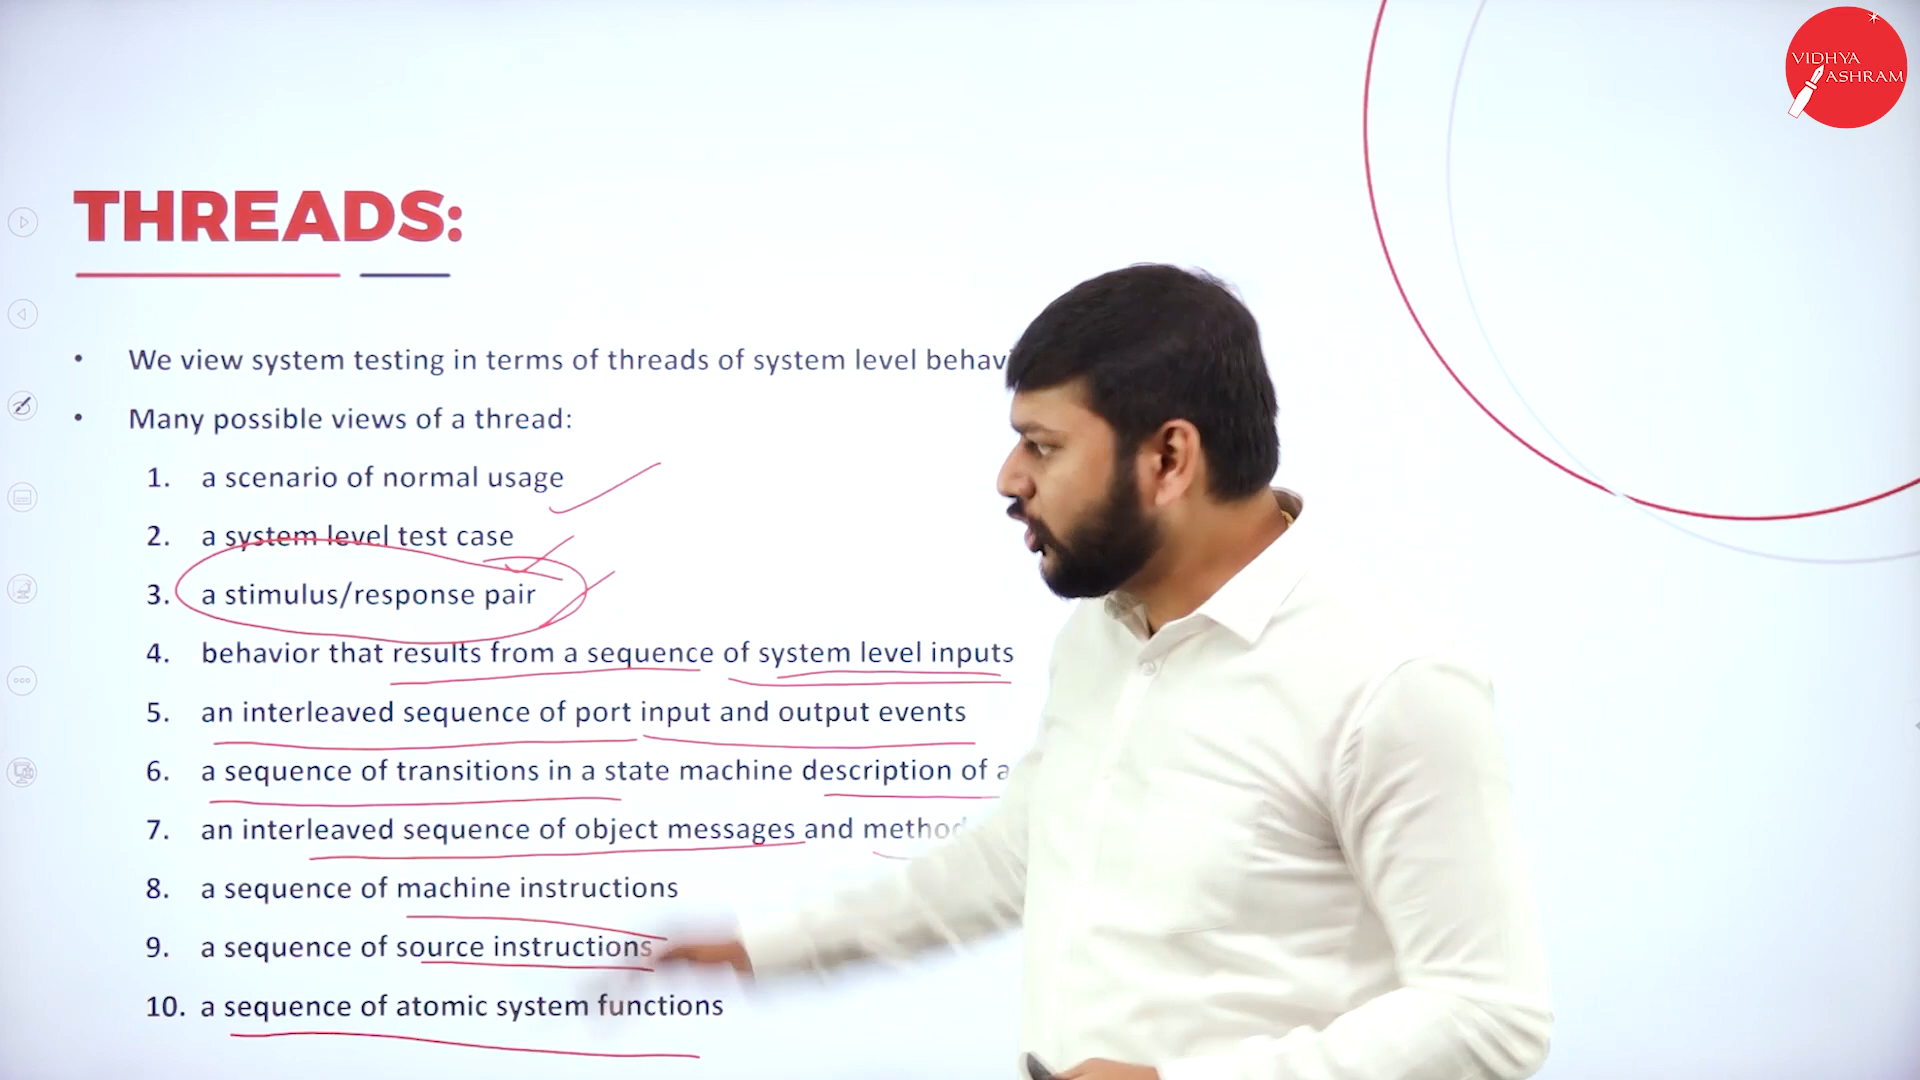 VIDHYA
ASHRAM
THREADS:
• We view system testing in terms of threads of system level
• Many possible views of a thread:
1. a scenario of normal usage
2. a system level test case
3. a stimulus/response pair
4. behavior that results from a sequence of system level inputs
5. an interleaved sequence of port input and output events
6. a sequence of transitions in a state machine description of a
7. an interleaved sequence of object messages and method
8. a sequence of machine instructions
9. a sequence of source instructions
10. a sequence of atomic system functions